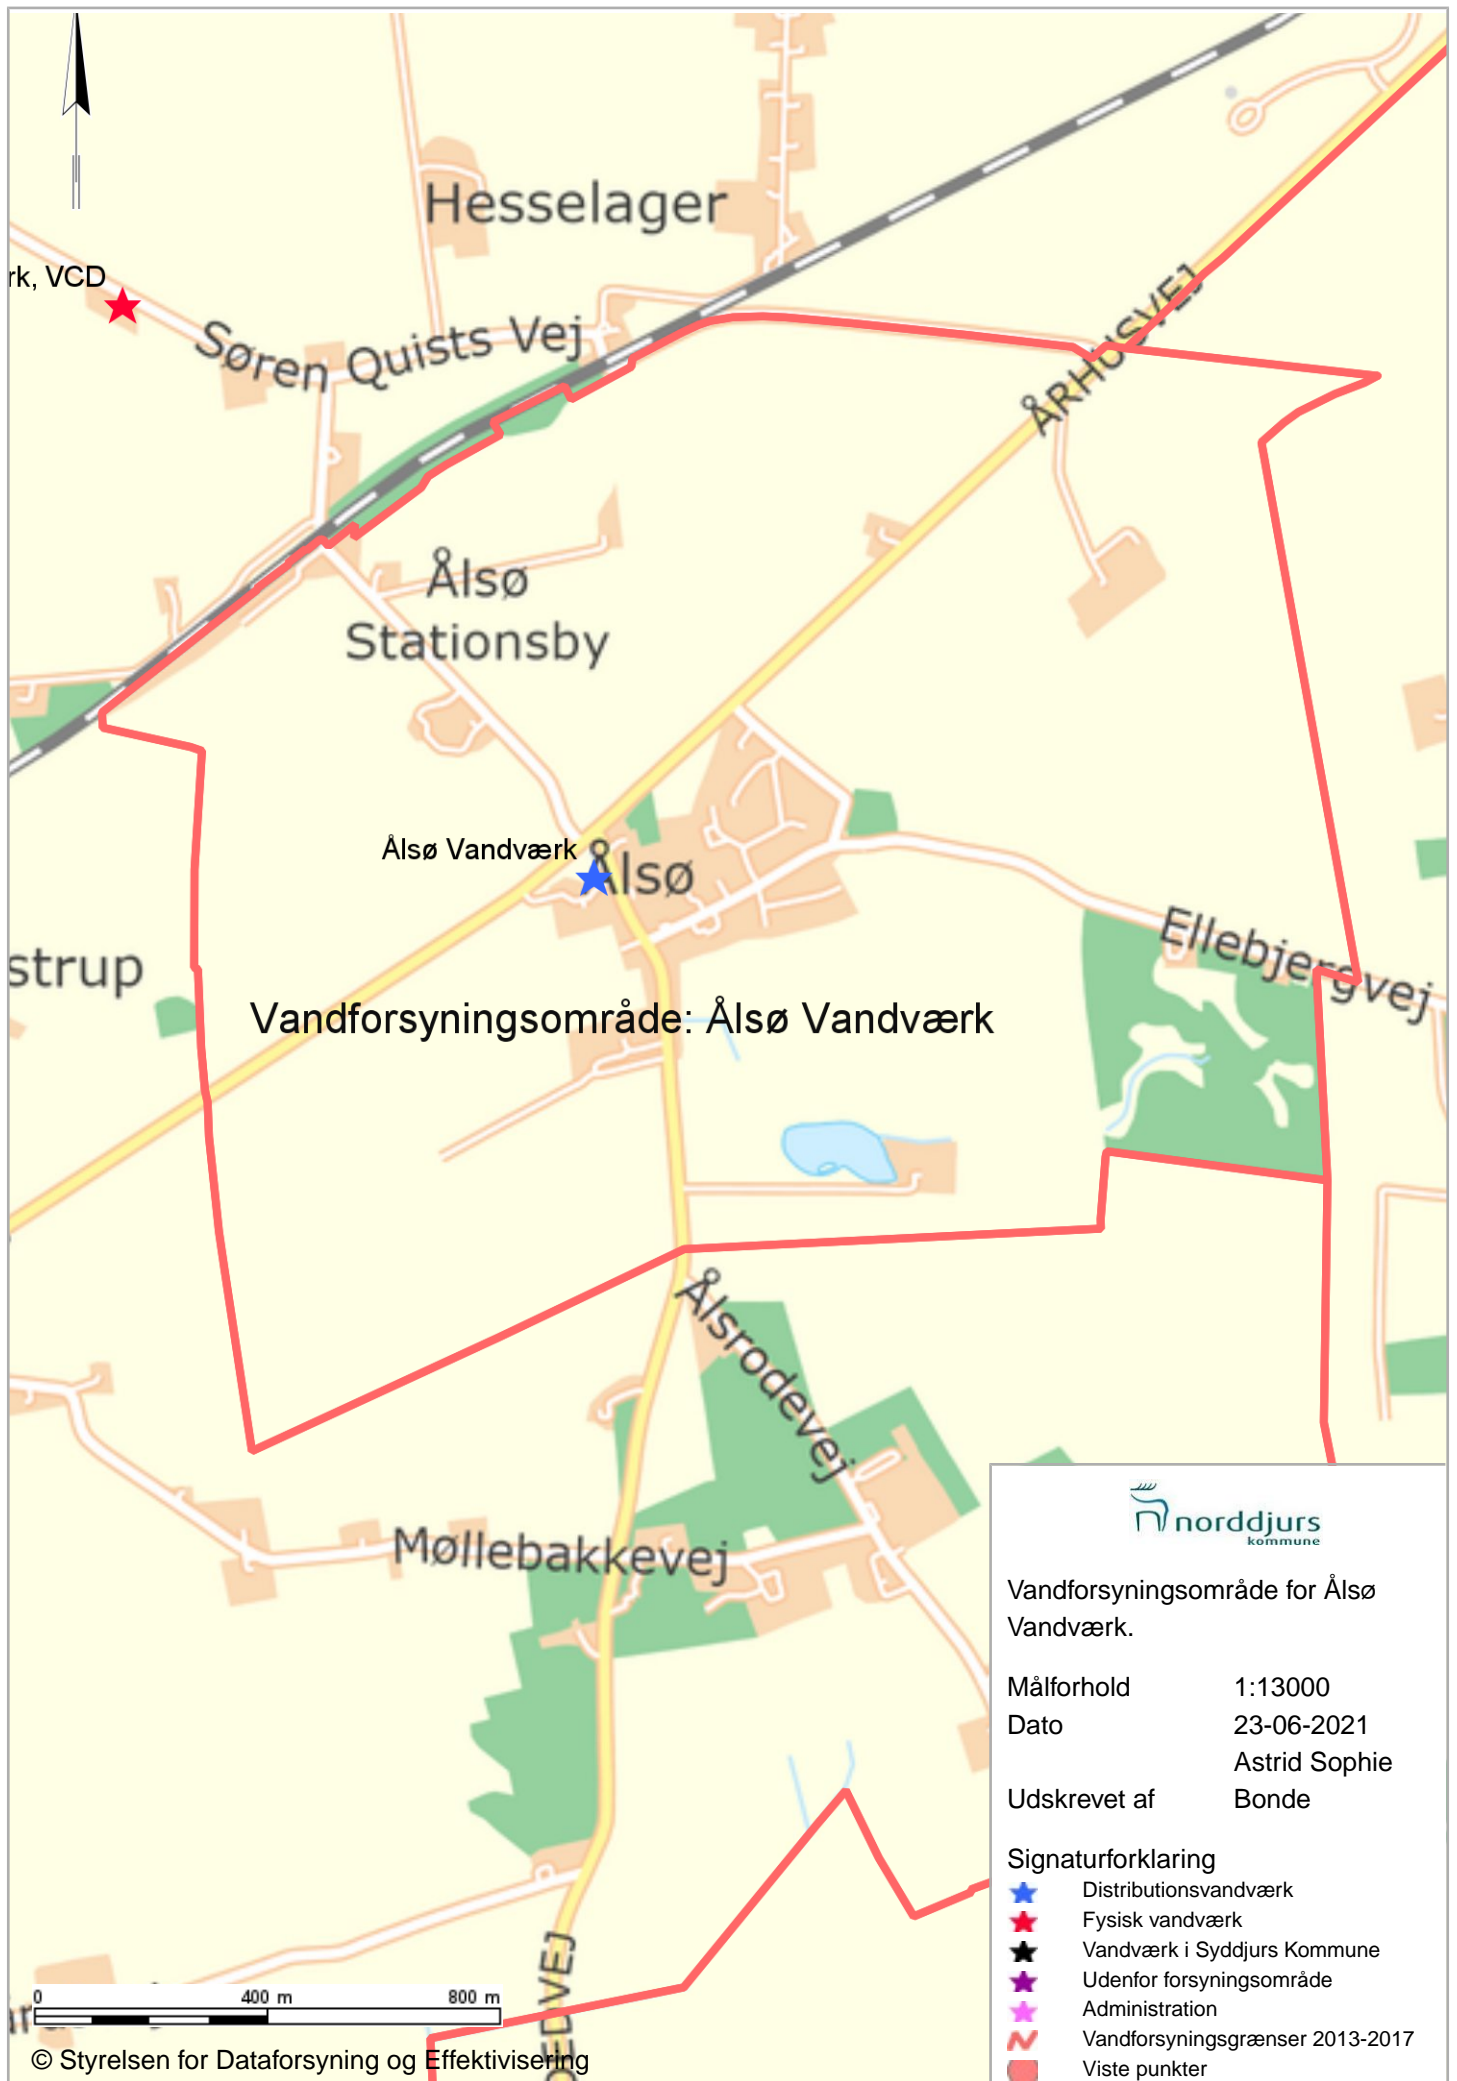 Hesselager
rk, VCD
Søren Quists Vej
ÅRHUSVEJ
Ålsø
Stationsby
Ålsø Vandværk
Ålsø
Ellebjergvej
strup
Vandforsyningsområde: Ålsø Vandværk
Ålsrodevej
Møllebakkevej
norddjurs
kommune
Vandforsyningsområde for Ålsø
Vandværk.
Målforhold 1:13000
Dato 23-06-2021
Astrid Sophie
Udskrevet af Bonde
Signaturforklaring
Distributionsvandværk
Fysisk vandværk
Vandværk i Syddjurs Kommune
Udenfor forsyningsområde
Administration
Vandforsyningsgrænser 2013-2017
Viste punkter
0 400 m 800 m
© Styrelsen for Dataforsyning og Effektivisering